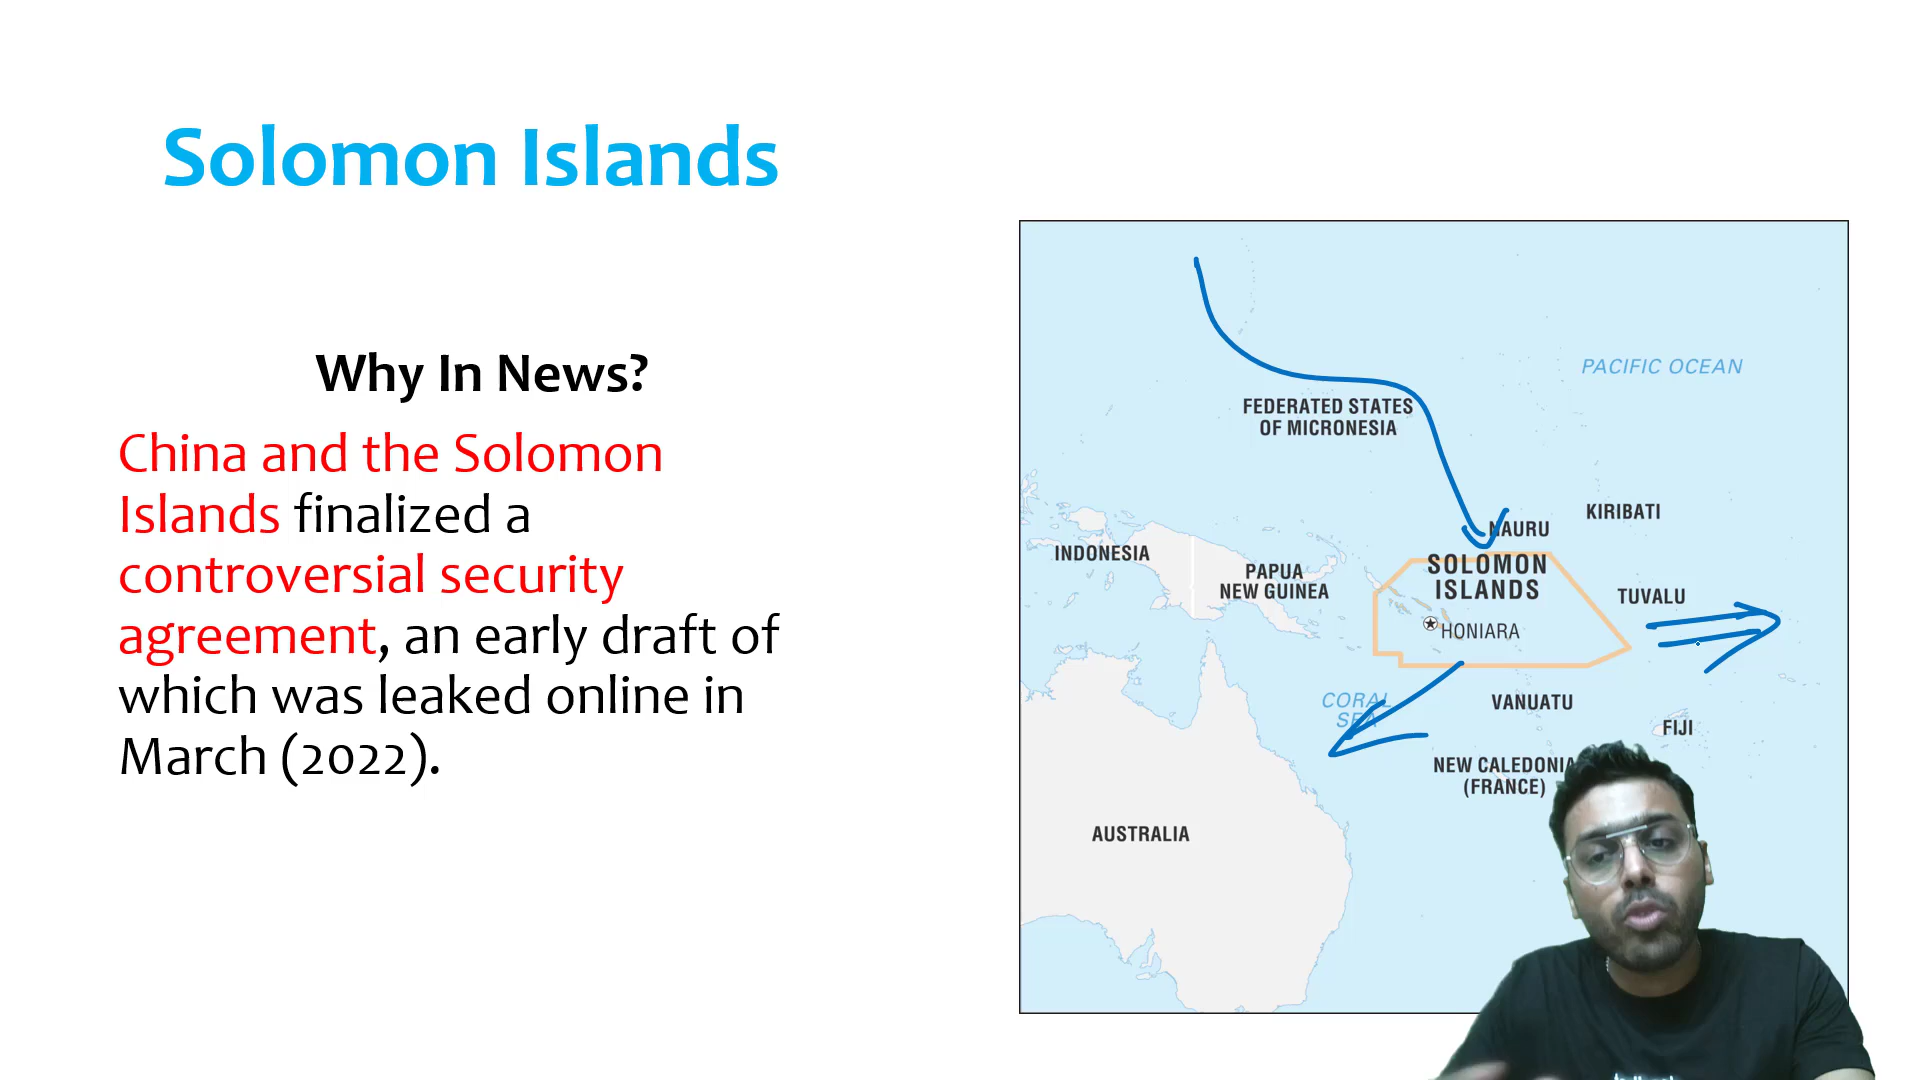 Solomon Islands
Why In News?
China and the Solomon
Islands finalized a
controversial security
agreement, an early draft of
which was leaked online in
March (2022).
PACIFIC OCEAN
FEDERATED STATES
OF MICRONESIA
NAURU
KIRIBATI
INDONESIA
PAPUA
NEW GUINEA
SOLOMON
ISLANDS
HONIARA
TUVALU
CORAL
SEA
VANUATU
FIJI
NEW CALEDONIA
(FRANCE)
AUSTRALIA